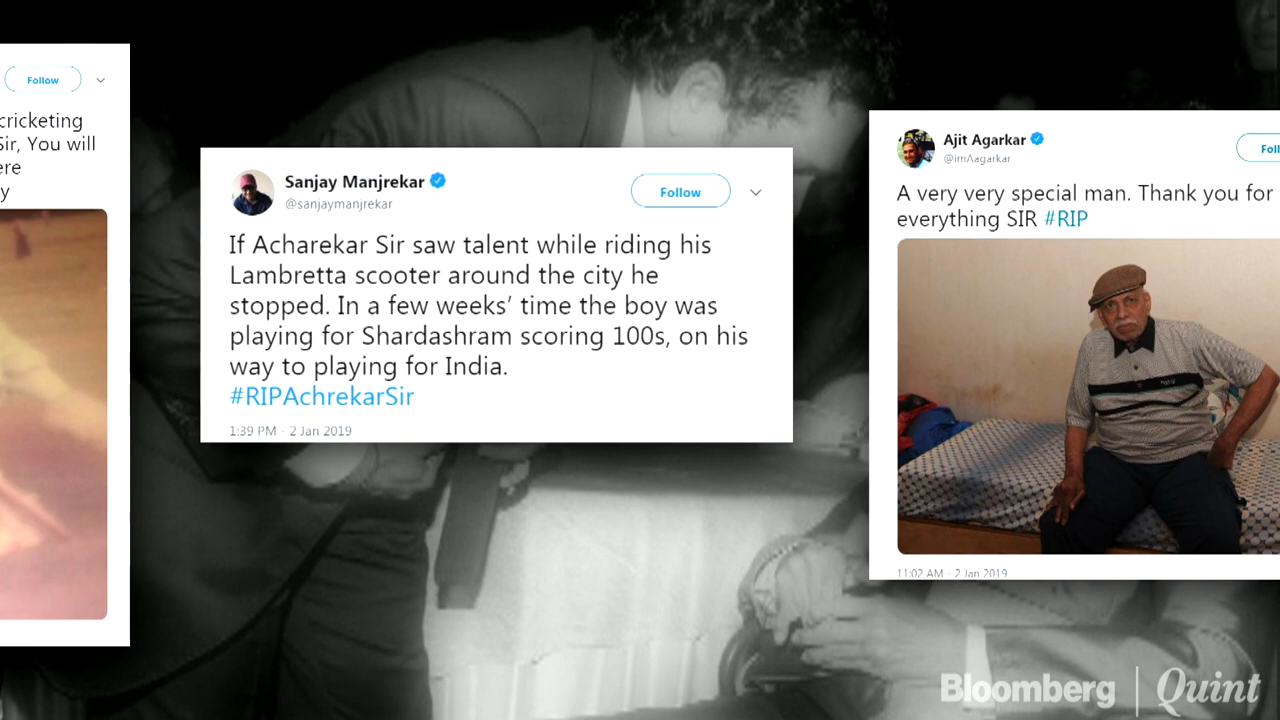 Follow
cricketing
Sir, You will
ere
y
Sanjay Manjrekar
@sanjaymanjrekar
Follow
If Acharekar Sir saw talent while riding his
Lambretta scooter around the city he
stopped. In a few weeks’ time the boy was
playing for Shardashram scoring 100s, on his
way to playing for India.
#RIPAchrekarSir
1:39 PM - 2 Jan 2019
Ajit Agarkar
@imAagarkar
Foll
A very very special man. Thank you for
everything SIR #RIP
11:02 AM - 2 Jan 2019
Bloomberg | Quint